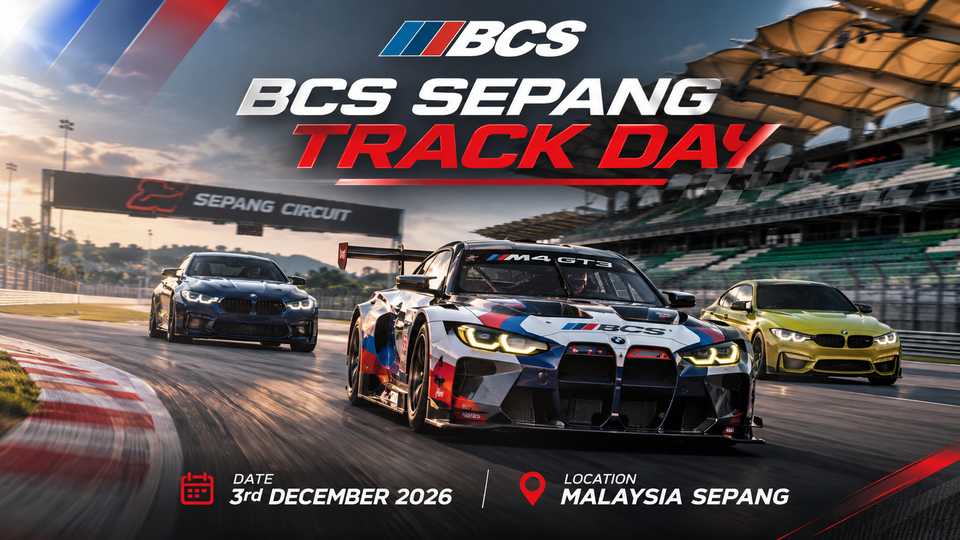 BCS
BCS SEPANG
TRACK DAY
SEPANG CIRCUIT
M4 GT3
BCS
DATE
3rd DECEMBER 2026
LOCATION
MALAYSIA SEPANG